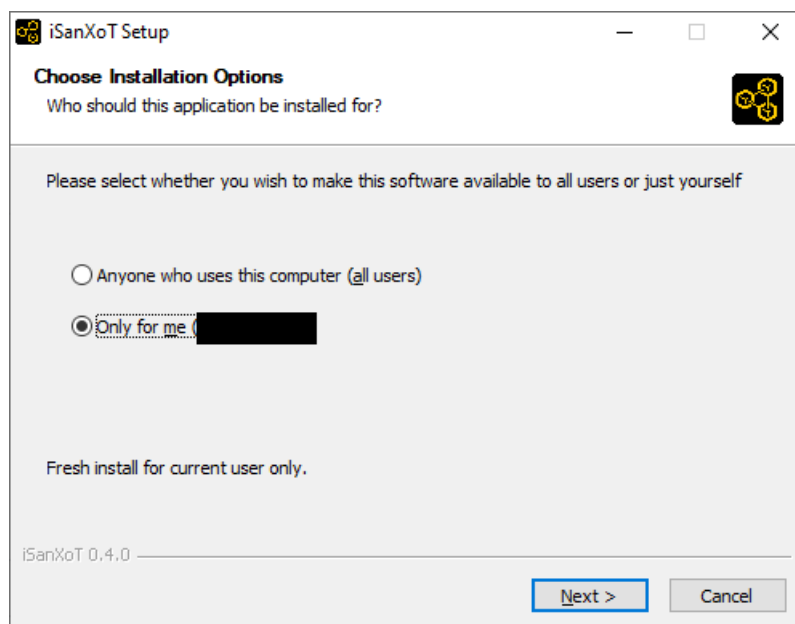 iSanXoT Setup
Choose Installation Options
Who should this application be installed for?
Please select whether you wish to make this software available to all users or just yourself
Anyone who uses this computer (all users)
Only for me (
Fresh install for current user only.
iSanXoT 0.4.0
Next >
Cancel